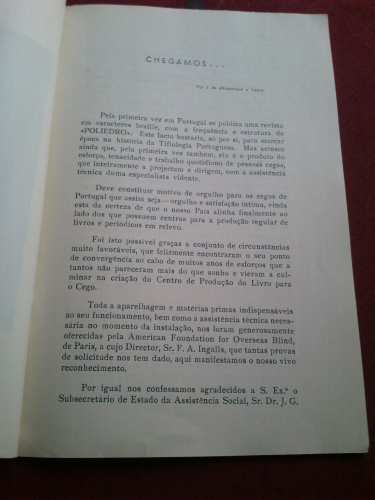 CHEGAMOS...
Por J. de Albuquerque e Castro
Pela primeira vez em Portugal se publica uma revista
em caracteres braille, com a frequência e estrutura de
«POLIEDRO». Este facto bastaria, só por si, para marcar
época na história da Tiflologia Portuguesa. Mas acresce
ainda que, pela primeira vez também, ela é o produto do
esforço, tenacidade e trabalho quotidiano de pessoas cegas,
que inteiramente a projectam e dirigem, com a assistência
técnica duma especialista vidente.
Deve constituir motivo de orgulho para os cegos de
Portugal que assim seja—orgulho e satisfação íntima, vinda
esta da certeza de que o nosso País alinha finalmente ao
lado dos que possuem centros para a produção regular de
livros e periódicos em relevo.
Foi isto possível graças a conjunto de circunstâncias
muito favoráveis, que felizmente encontraram o seu ponto
de convergência ao cabo de muitos anos de esforços que a
tantos não pareceram mais do que sonho e vieram a cul-
minar na criação do Centro de Produção do Livro para
o Cego.
Toda a aparelhagem e matérias primas indispensáveis
ao seu funcionamento, bem como a assistência técnica neces-
sária no momento da instalação, nos foram generosamente
oferecidas pela American Foundation for Overseas Blind,
de Paris, a cujo Director, Sr. F. A. Ingalls, que tantas provas
de solicitude nos tem dado, aqui manifestamos o nosso vivo
reconhecimento.
Por igual nos confessamos agradecidos a S. Ex.ª o
Subsecretário de Estado da Assistência Social, Sr. Dr. J. G.